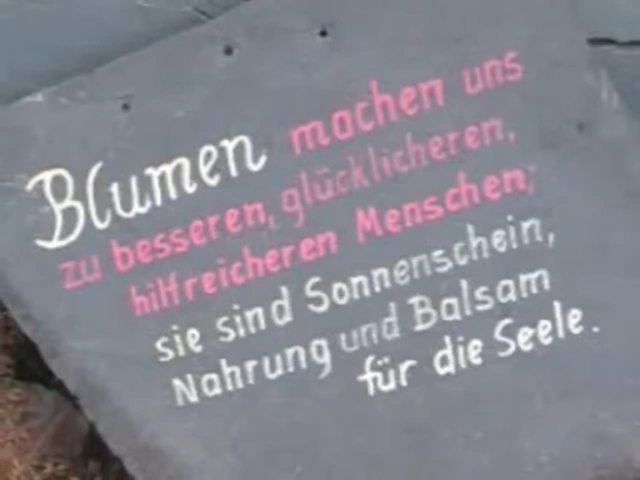 Blumen machen uns
zu besseren, glücklicheren,
hilfreicheren Menschen;
sie sind Sonnenschein,
Nahrung und Balsam
für die Seele.